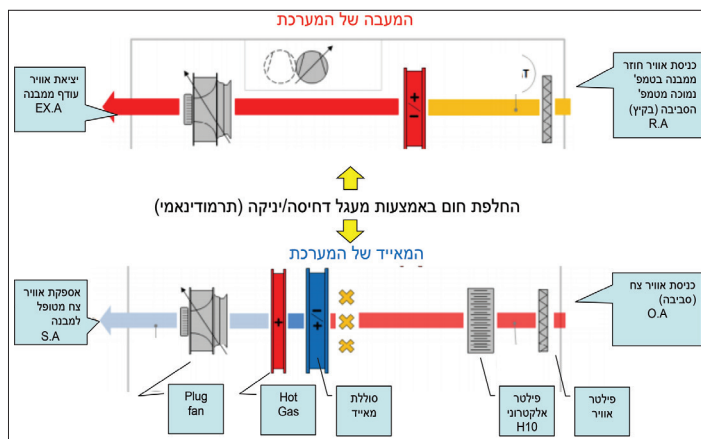 המעבה של המערכת
יציאת אוויר
עודף ממבנה
EX.A
כניסת אוויר חוזר
ממבנה בטמפ'
נמוכה מטמפ'
הסביבה (בקיץ)
R.A
+
-
החלפת חום באמצעות מעגל דחיסה/יניקה (תרמודינאמי)
המאייד של המערכת
אספקת אוויר
צח מטופל
למבנה
S.A
כניסת אוויר צח
(סביבה)
O.A
+
+/-
Plug
fan
Hot
Gas
סוללת
מאייד
פילטר
אלקטרוני
H10
פילטר
אוויר